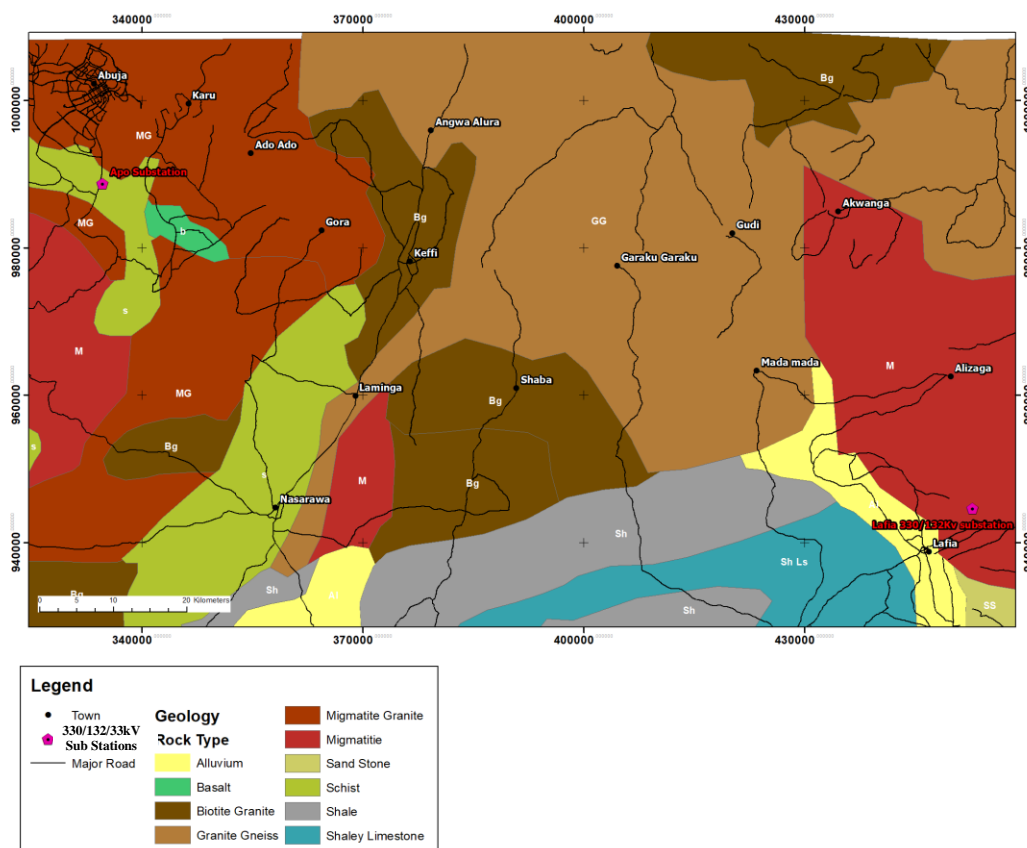 340000
370000
400000
430000
1000000
1000000
Abuja
Karu
Bg
Angwa Alura
MG
Ado Ado
Apo Substation
MG
Gora
b
Bg
Keffi
GG
Garaku Garaku
Gudi
Akwanga
980000
980000
s
M
MG
Laminga
Shaba
Bg
Mada mada
M
Alizaga
960000
960000
s
Bg
s
M
Bg
Nasarawa
Lafia 330/132Kv substation
Lafia
940000
940000
Sh
Sh Ls
Bg
Sh
Al
Sh
SS
0 5 10 20 Kilometers
340000
370000
400000
430000
Legend
Town
330/132/33kV
Sub Stations
Major Road
Geology
Rock Type
Alluvium
Basalt
Biotite Granite
Granite Gneiss
Migmatite Granite
Migmatitie
Sand Stone
Schist
Shale
Shaley Limestone